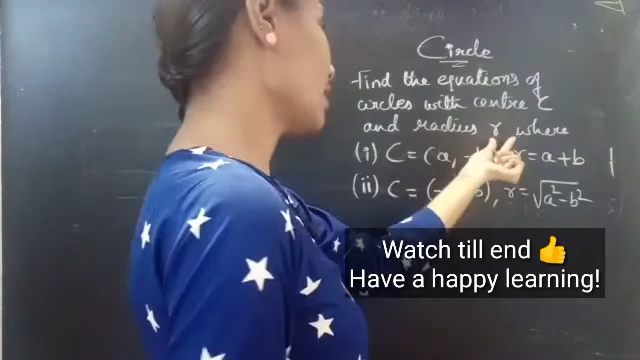 Circle
Find the equations of
circles with centre C
and radius r where
(i) C = (a, - r = a+b
(ii) C = (- b), r = √a²-b²
Watch till end 👍
Have a happy learning!